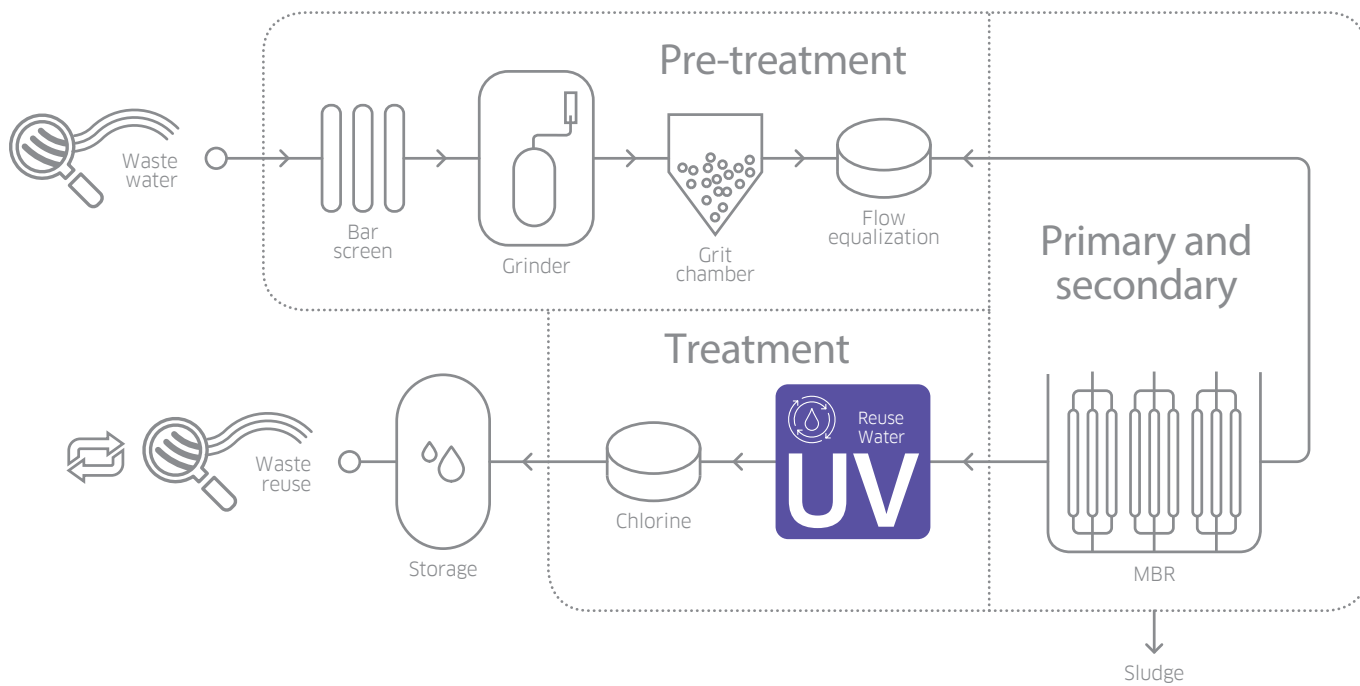 Pre-treatment
Waste
water
Bar
screen
Grinder
Grit
chamber
Flow
equalization
Primary and
secondary
Treatment
Waste
reuse
Storage
Chlorine
Reuse
Water
UV
MBR
Sludge